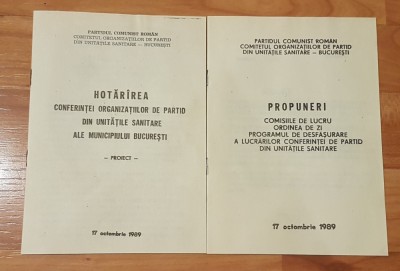 PARTIDUL COMUNIST ROMÂN
COMITETUL ORGANIZAȚIILOR DE PARTID
DIN UNITĂȚILE SANITARE — BUCUREȘTI
HOTĂRÎREA
CONFERINȚEI ORGANIZAȚIILOR DE PARTID
DIN UNITĂȚILE SANITARE
ALE MUNICIPIULUI BUCUREȘTI
— PROIECT —
17 octombrie 1989
PARTIDUL COMUNIST ROMÂN
COMITETUL ORGANIZAȚIILOR DE PARTID
DIN UNITĂȚILE SANITARE — BUCUREȘTI
PROPUNERI
COMISIILE DE LUCRU
ORDINEA DE ZI
PROGRAMUL DE DESFĂȘURARE
A LUCRĂRILOR CONFERINȚEI DE PARTID
DIN UNITĂȚILE SANITARE
17 octombrie 1989